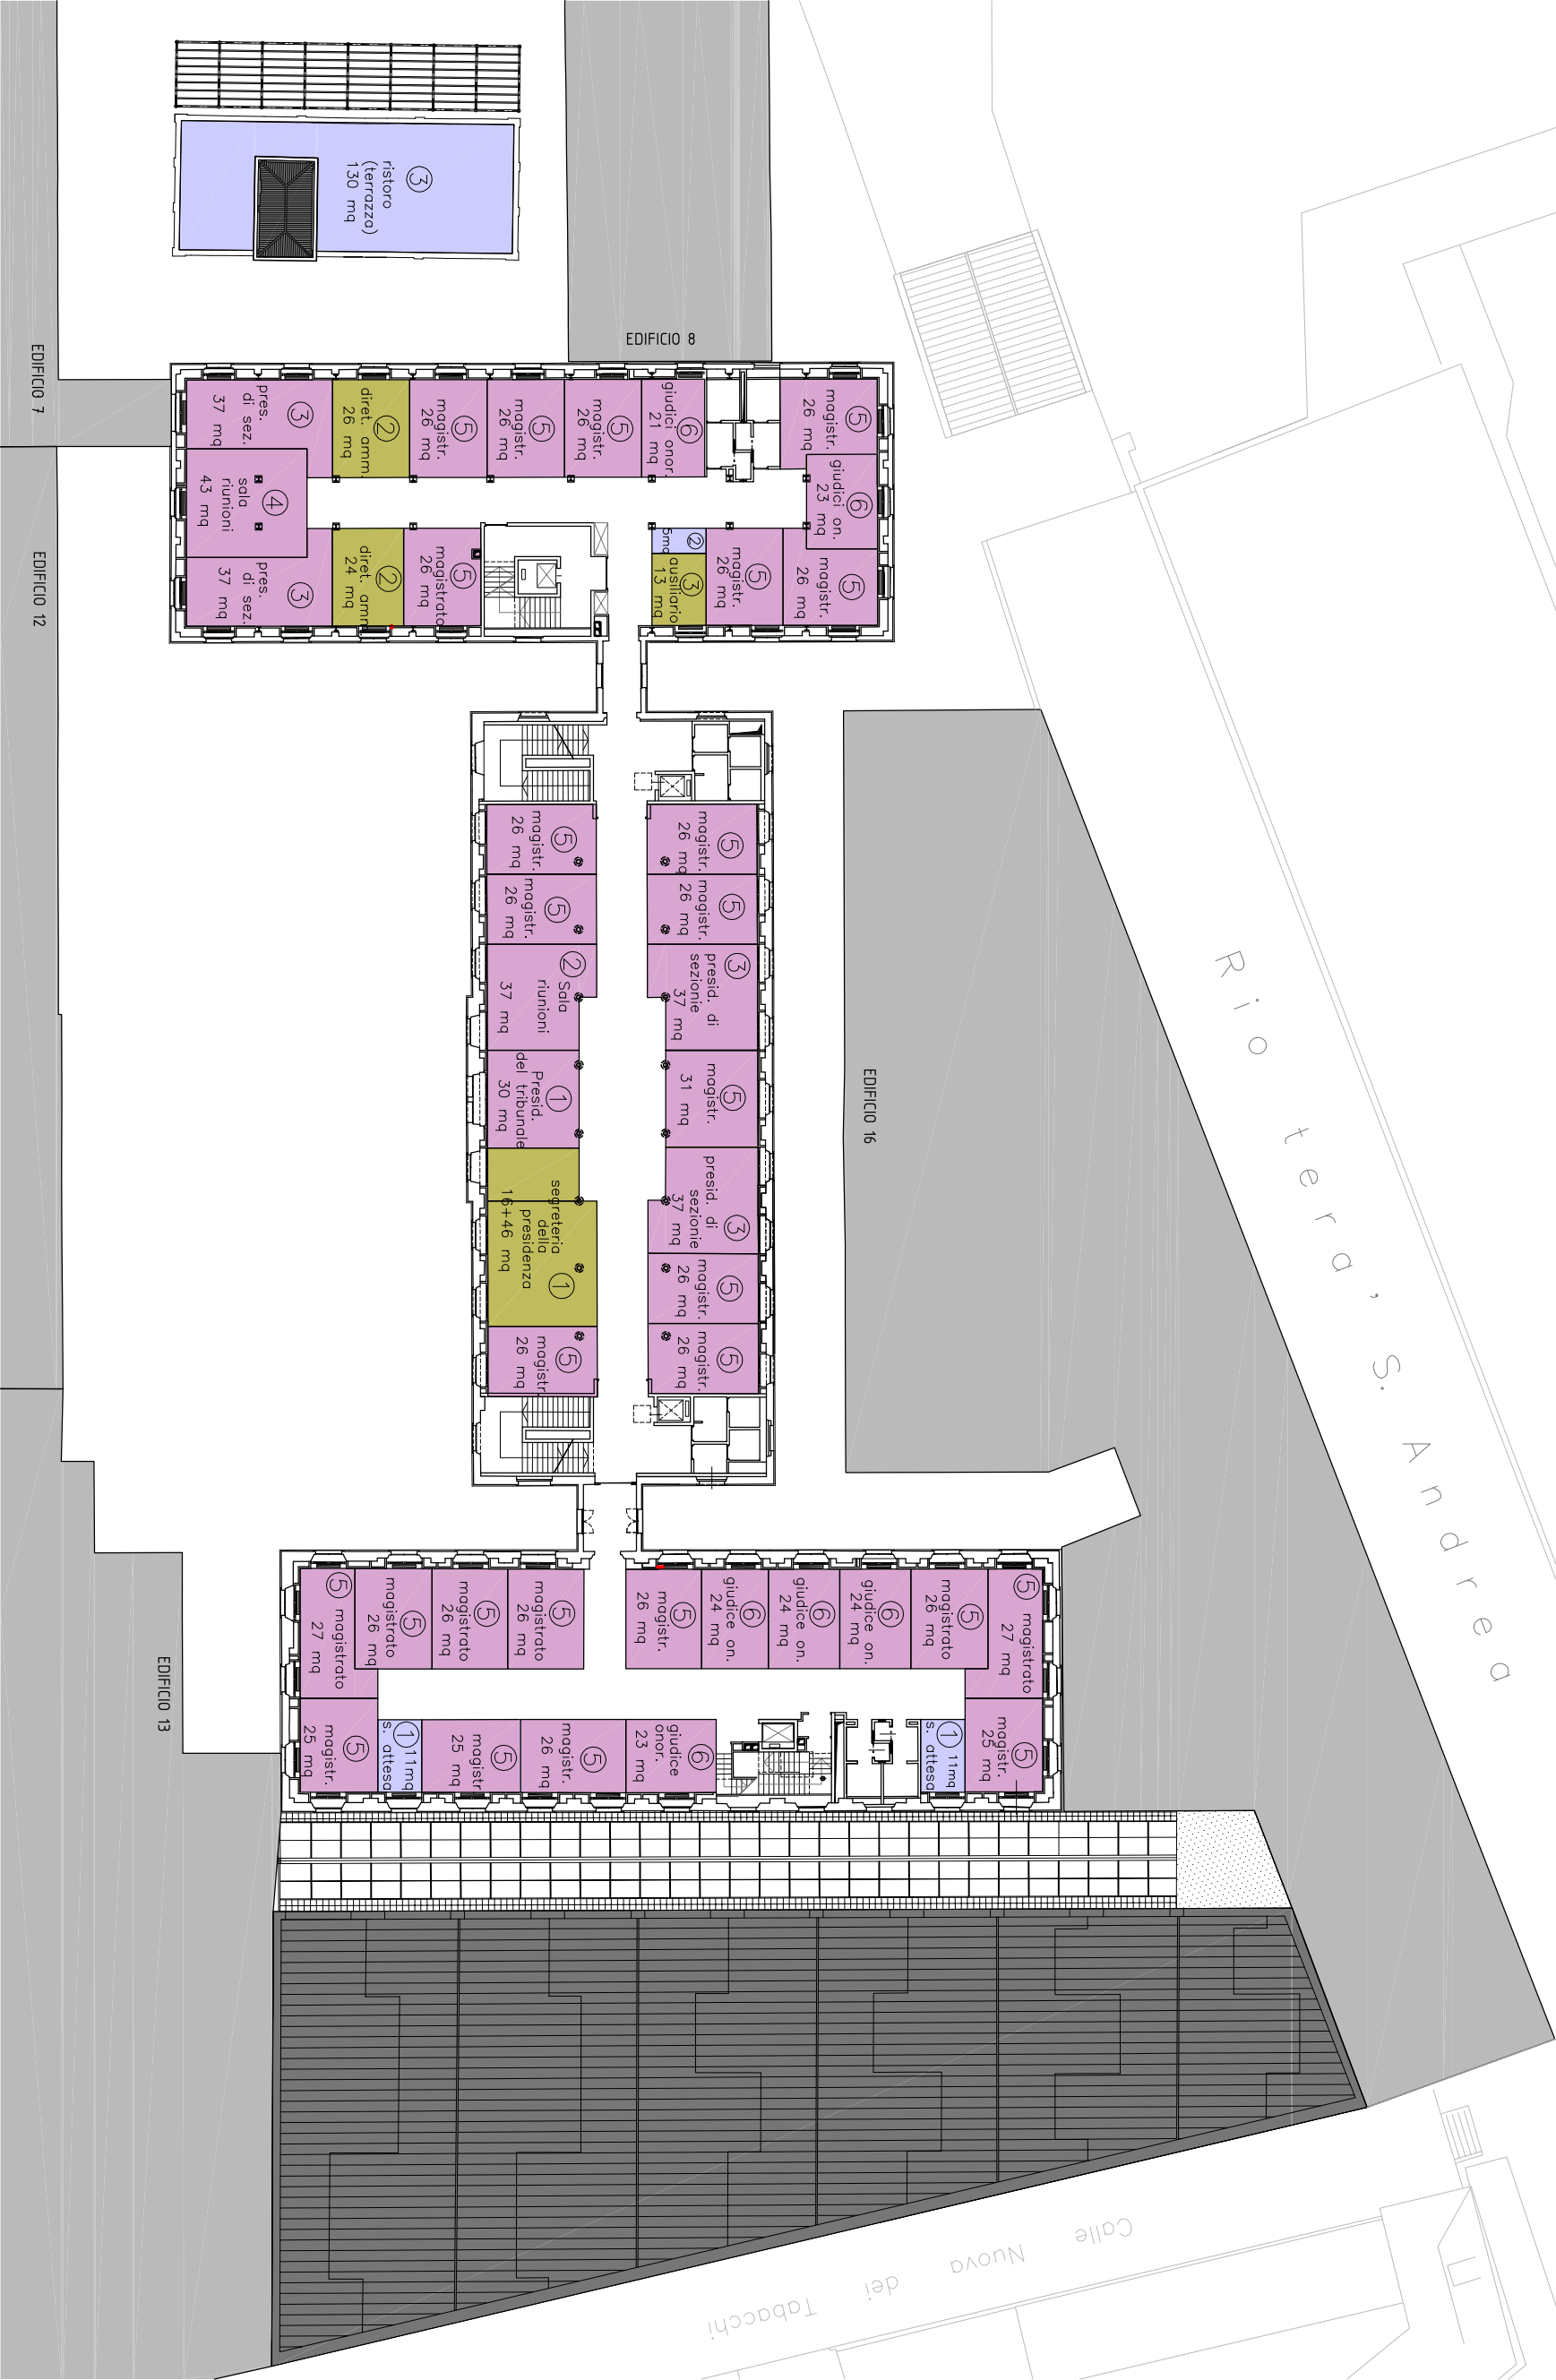 3
ristoro
(terrazza)
130 mq
EDIFICIO 8
EDIFICIO 7
EDIFICIO 12
3
pres.
di sez.
37 mq
2
diret. amm.
26 mq
5
magistr.
26 mq
5
magistr.
26 mq
5
magistr.
26 mq
6
giudici onor.
21 mq
5
magistr.
26 mq
4
sala
riunioni
43 mq
6
giudici on.
23 mq
3
pres.
di sez.
37 mq
2
diret. amm
24 mq
5
magistrato
26 mq
2
5mq
3
ausiliario
13 mq
5
magistr.
26 mq
5
magistr.
26 mq
5
magistr.
26 mq
5
magistr.
26 mq
5
magistr.
26 mq
5
magistr.
26 mq
2
Sala
riunioni
37 mq
3
presid. di
sezionie
37 mq
1
Presid.
del tribunale
30 mq
5
magistr.
31 mq
EDIFICIO 16
1
segreteria
della
presidenza
16+46 mq
3
presid. di
sezionie
37 mq
5
magistr.
26 mq
5
magistr.
26 mq
5
magistr.
26 mq
Rio terà, S. Andrea
5
magistrato
27 mq
5
magistrato
26 mq
5
magistrato
26 mq
5
magistrato
26 mq
5
magistr.
26 mq
6
giudice on.
24 mq
6
giudice on.
24 mq
6
giudice on.
24 mq
5
magistrato
26 mq
5
magistrato
27 mq
EDIFICIO 13
5
magistr.
25 mq
1
11mq
s. attesa
5
magistr
25 mq
5
magistr.
26 mq
6
giudice
onor.
23 mq
1
11mq
s. attesa
5
magistr.
25 mq
Calle Nuova dei Tabacchi